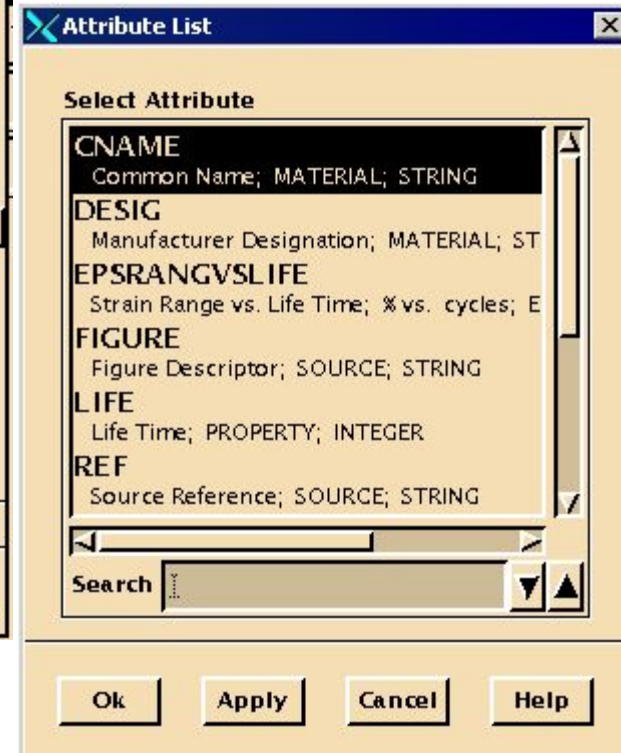 Attribute List
Select Attribute
CNAME
Common Name; MATERIAL; STRING
DESIG
Manufacturer Designation; MATERIAL; ST
EPSRANGVSLIFE
Strain Range vs. Life Time; % vs. cycles; E
FIGURE
Figure Descriptor; SOURCE; STRING
LIFE
Life Time; PROPERTY; INTEGER
REF
Source Reference; SOURCE; STRING
Search
Ok Apply Cancel Help